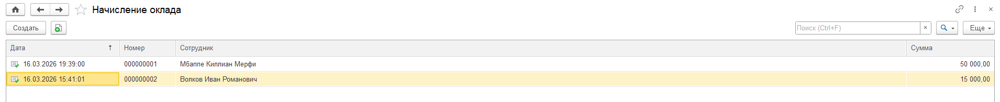 Начисление оклада
Создать
Поиск (Ctrl+F)
Еще
Дата ↑ Номер Сотрудник Сумма
16.03.2026 19:39:00 000000001 Мбаппе Киллиан Мерфи 50 000,00
16.03.2026 15:41:01 000000002 Волков Иван Романович 15 000,00